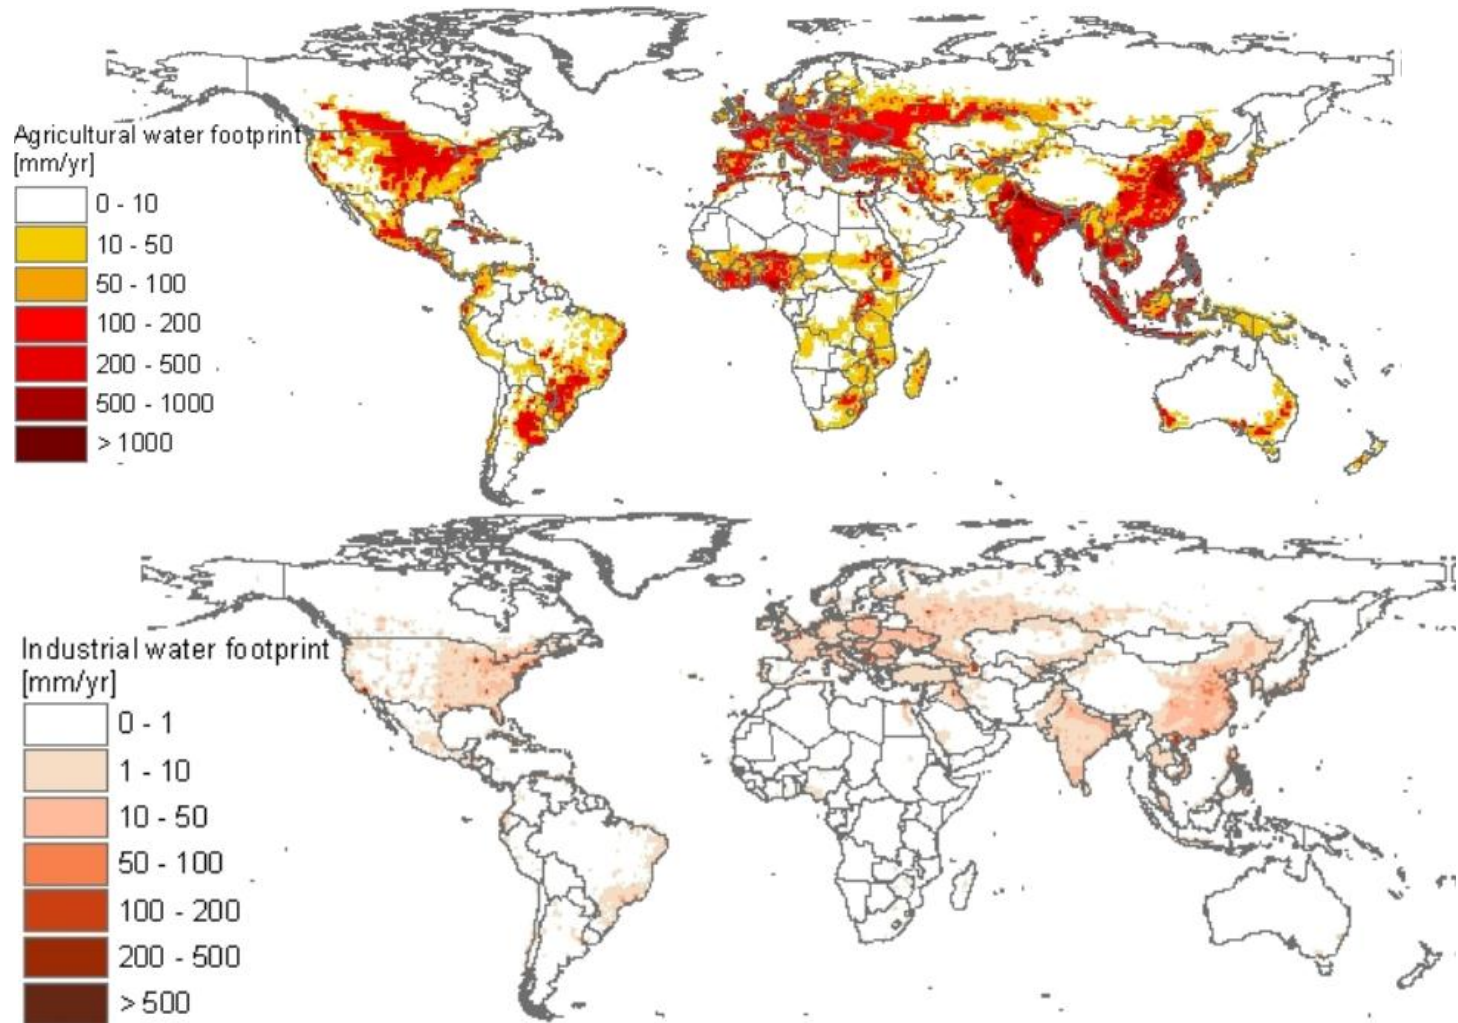 Agricultural water footprint
[mm/yr]
0 - 10
10 - 50
50 - 100
100 - 200
200 - 500
500 - 1000
> 1000
Industrial water footprint
[mm/yr]
0 - 1
1 - 10
10 - 50
50 - 100
100 - 200
200 - 500
> 500